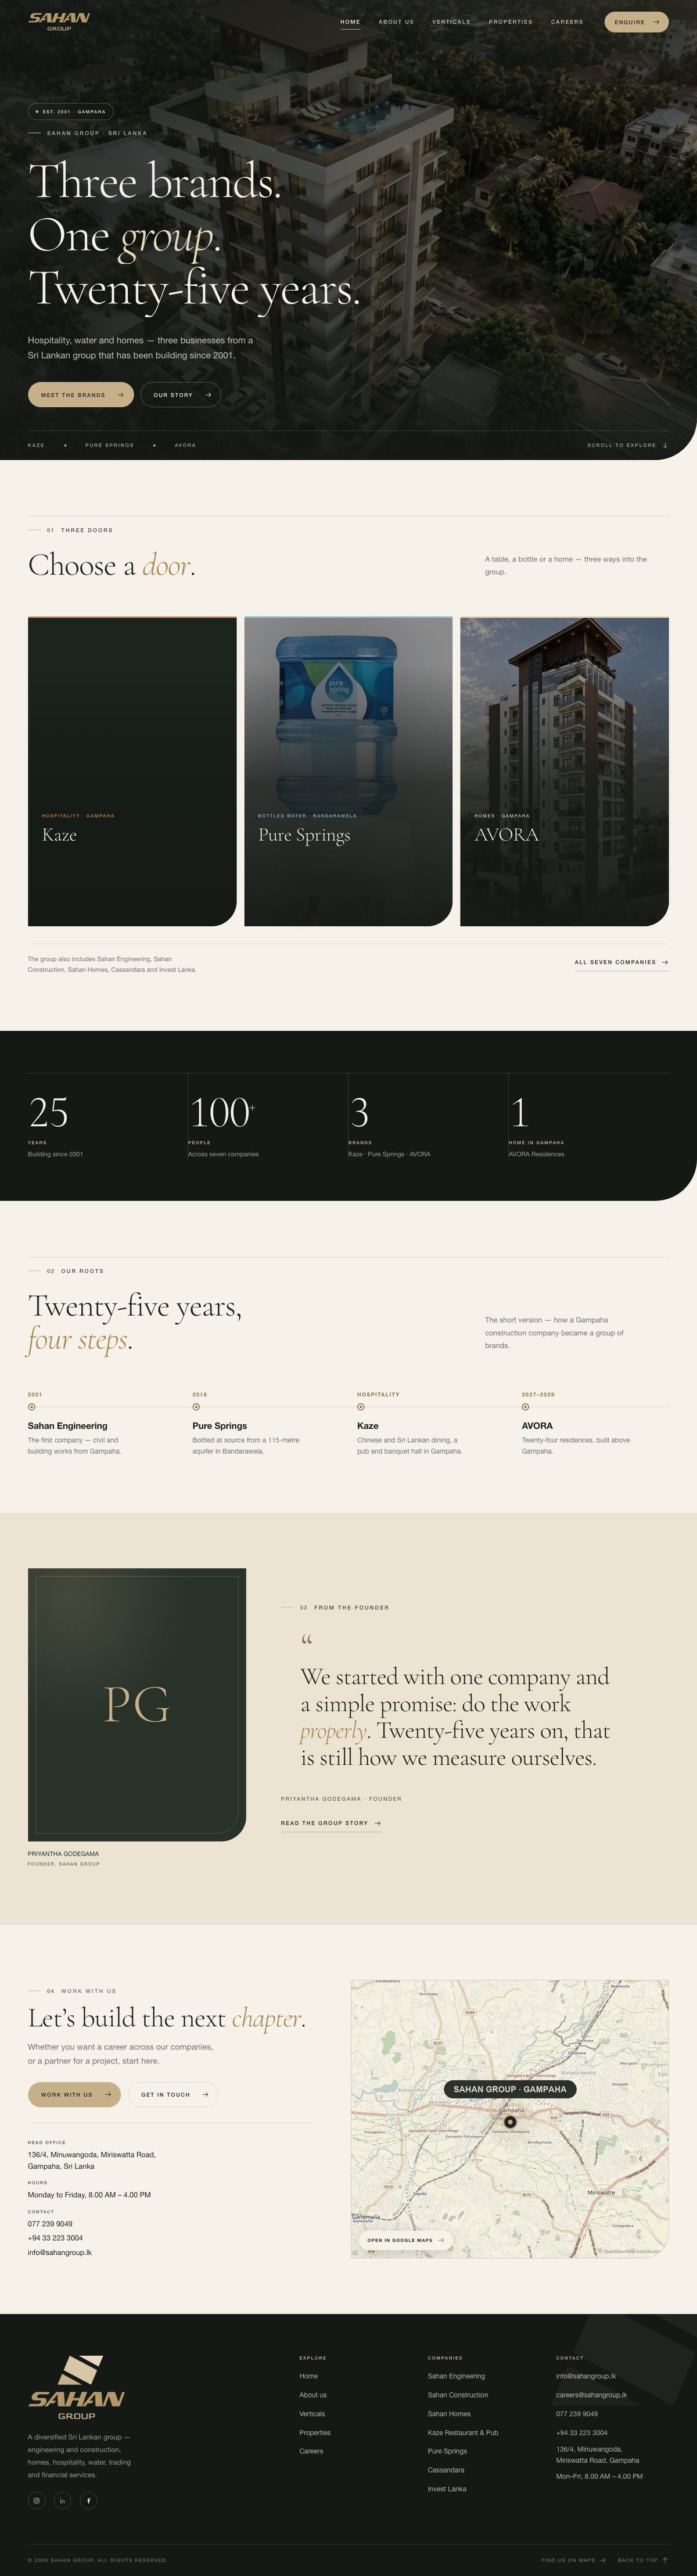 SAHAN
GROUP
HOME
ABOUT US
VERTICALS
PROPERTIES
CAREERS
ENQUIRE
EST. 2001 · GAMPAHA
SAHAN GROUP · SRI LANKA
Three brands.
One group.
Twenty-five years.
Hospitality, water and homes — three businesses from a
Sri Lankan group that has been building since 2001.
MEET THE BRANDS
OUR STORY
KAZE
PURE SPRINGS
AVORA
SCROLL TO EXPLORE
01 THREE DOORS
Choose a door.
A table, a bottle or a home — three ways into the
group.
pure
spring
HOSPITALITY · GAMPAHA
Kaze
BOTTLED WATER · BANDARAWELA
Pure Springs
HOMES · GAMPAHA
AVORA
The group also includes Sahan Engineering, Sahan
Construction, Sahan Homes, Cassandara and Invest Lanka.
ALL SEVEN COMPANIES
25
YEARS
Building since 2001
100+
PEOPLE
Across seven companies
3
BRANDS
Kaze · Pure Springs · AVORA
1
HOME IN GAMPAHA
AVORA Residences
02 OUR ROOTS
Twenty-five years,
four steps.
The short version — how a Gampaha
construction company became a group of
brands.
2001
Sahan Engineering
The first company — civil and
building works from Gampaha.
2016
Pure Springs
Bottled at source from a 115-metre
aquifer in Bandarawela.
HOSPITALITY
Kaze
Chinese and Sri Lankan dining, a
pub and banquet hall in Gampaha.
2027–2029
AVORA
Twenty-four residences, built above
Gampaha.
PG
PRIYANTHA GODEGAMA
FOUNDER, SAHAN GROUP
03 FROM THE FOUNDER
“
We started with one company and
a simple promise: do the work
properly. Twenty-five years on, that
is still how we measure ourselves.
PRIYANTHA GODEGAMA · FOUNDER
READ THE GROUP STORY
04 WORK WITH US
Let’s build the next chapter.
Whether you want a career across our companies,
or a partner for a project, start here.
WORK WITH US
GET IN TOUCH
HEAD OFFICE
136/4, Minuwangoda, Miriswatta Road,
Gampaha, Sri Lanka
HOURS
Monday to Friday, 8.00 AM – 4.00 PM
CONTACT
077 239 9049
+94 33 223 3004
info@sahangroup.lk
SAHAN GROUP · GAMPAHA
Gampaha
Miriswatte
Ganemulla
OPEN IN GOOGLE MAPS
© OpenStreetMap contributors
SAHAN
GROUP
A diversified Sri Lankan group —
engineering and construction,
homes, hospitality, water, trading
and financial services.
EXPLORE
Home
About us
Verticals
Properties
Careers
COMPANIES
Sahan Engineering
Sahan Construction
Sahan Homes
Kaze Restaurant & Pub
Pure Springs
Cassandara
Invest Lanka
CONTACT
info@sahangroup.lk
careers@sahangroup.lk
077 239 9049
+94 33 223 3004
136/4, Minuwangoda,
Miriswatta Road, Gampaha
Mon–Fri, 8.00 AM – 4.00 PM
© 2026 SAHAN GROUP. ALL RIGHTS RESERVED.
FIND US ON MAPS
BACK TO TOP